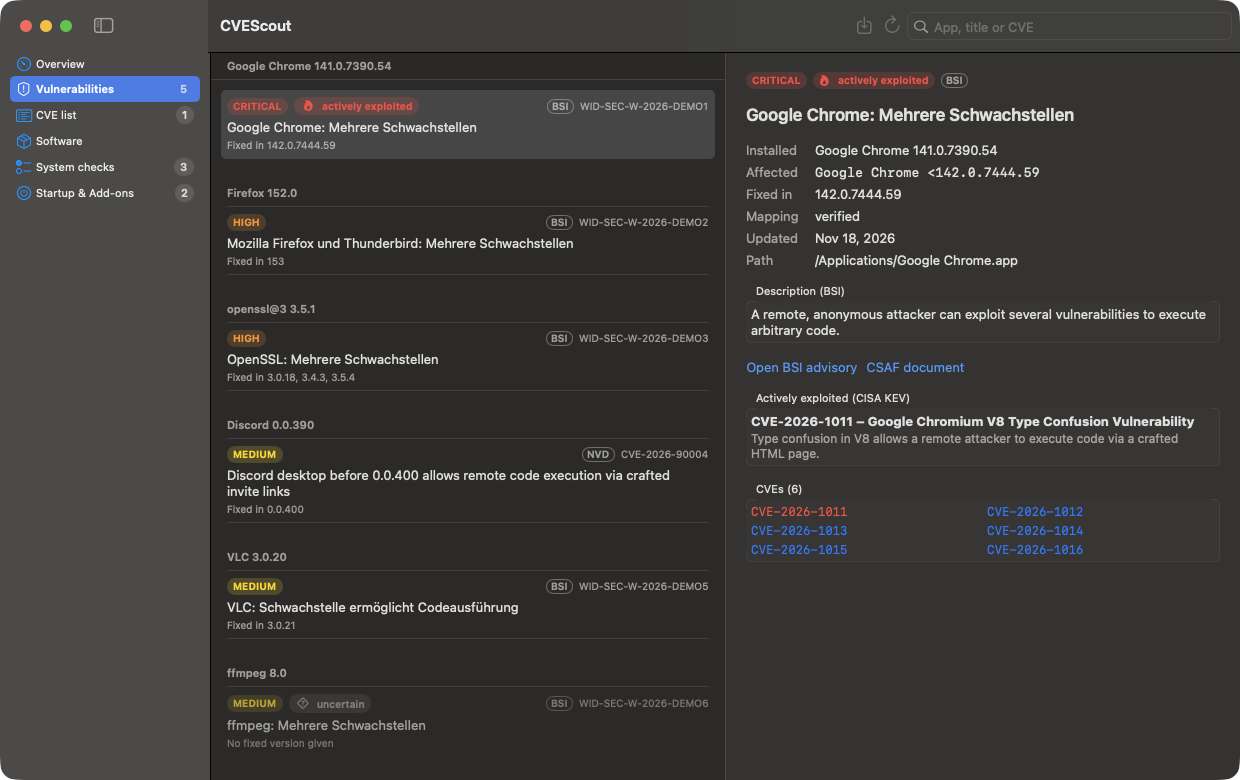 CVEScout
App, title or CVE
Overview
Vulnerabilities 5
CVE list 1
Software
System checks 3
Startup & Add-ons 2
Google Chrome 141.0.7390.54
CRITICAL actively exploited BSI WID-SEC-W-2026-DEMO1
Google Chrome: Mehrere Schwachstellen
Fixed in 142.0.7444.59
Firefox 152.0
HIGH BSI WID-SEC-W-2026-DEMO2
Mozilla Firefox und Thunderbird: Mehrere Schwachstellen
Fixed in 153
openssl@3 3.5.1
HIGH BSI WID-SEC-W-2026-DEMO3
OpenSSL: Mehrere Schwachstellen
Fixed in 3.0.18, 3.4.3, 3.5.4
Discord 0.0.390
MEDIUM NVD CVE-2026-90004
Discord desktop before 0.0.400 allows remote code execution via crafted
invite links
Fixed in 0.0.400
VLC 3.0.20
MEDIUM BSI WID-SEC-W-2026-DEMO5
VLC: Schwachstelle ermöglicht Codeausführung
Fixed in 3.0.21
ffmpeg 8.0
MEDIUM uncertain BSI WID-SEC-W-2026-DEMO6
ffmpeg: Mehrere Schwachstellen
No fixed version given
CRITICAL actively exploited BSI
Google Chrome: Mehrere Schwachstellen
Installed Google Chrome 141.0.7390.54
Affected Google Chrome <142.0.7444.59
Fixed in 142.0.7444.59
Mapping verified
Updated Nov 18, 2026
Path /Applications/Google Chrome.app
Description (BSI)
A remote, anonymous attacker can exploit several vulnerabilities to execute
arbitrary code.
Open BSI advisory CSAF document
Actively exploited (CISA KEV)
CVE-2026-1011 – Google Chromium V8 Type Confusion Vulnerability
Type confusion in V8 allows a remote attacker to execute code via a crafted
HTML page.
CVEs (6)
CVE-2026-1011 CVE-2026-1012
CVE-2026-1013 CVE-2026-1014
CVE-2026-1015 CVE-2026-1016